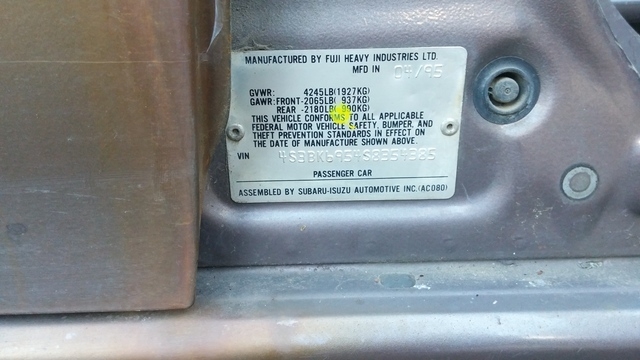 MANUFACTURED BY FUJI HEAVY INDUSTRIES LTD.
MFD IN 04/95
GVWR: 4245LB(1927KG)
GAWR:FRONT-2065LB( 937KG)
REAR -2180LB( 990KG)
THIS VEHICLE CONFORMS TO ALL APPLICABLE
FEDERAL MOTOR VEHICLE SAFETY, BUMPER, AND
THEFT PREVENTION STANDARDS IN EFFECT ON
THE DATE OF MANUFACTURE SHOWN ABOVE.
VIN
PASSENGER CAR
ASSEMBLED BY SUBARU-ISUZU AUTOMOTIVE INC.(AC080)